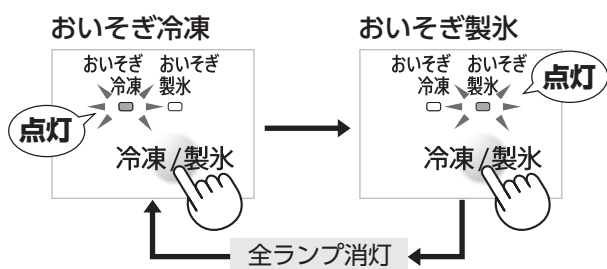 おいそぎ冷凍
おいそぎ おいそぎ
冷凍 製氷
点灯
冷凍/製氷
おいそぎ製氷
おいそぎ おいそぎ
冷凍 製氷
点灯
冷凍/製氷
全ランプ消灯